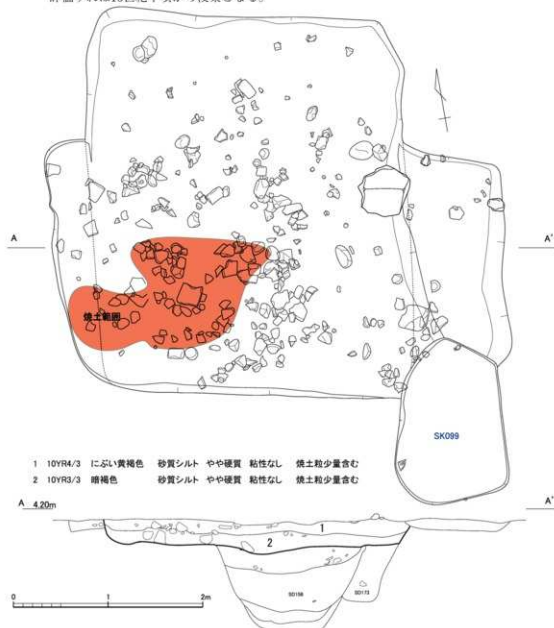 A A'
焼土範囲
SK099
1 10YR4/3 にぶい黄褐色 砂質シルト やや硬質 粘性なし 焼土粒少量含む
2 10YR3/3 暗褐色 砂質シルト やや硬質 粘性なし 焼土粒少量含む
A 4.20m A'
1
2
SD173
0 1 2m